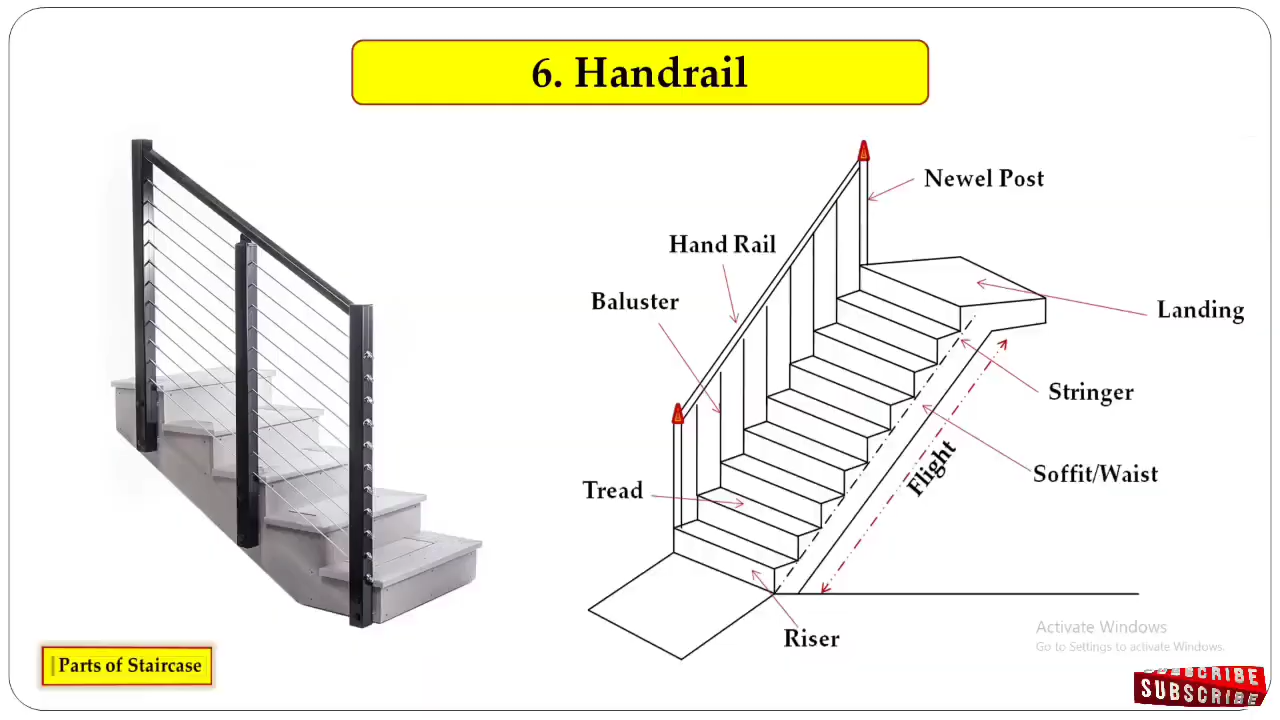 6. Handrail
Newel Post
Hand Rail
Baluster
Landing
Stringer
Flight
Soffit/Waist
Tread
Riser
Activate Windows
Go to Settings to activate Windows.
Parts of Staircase
SUBSCRIBE
SUBSCRIBE